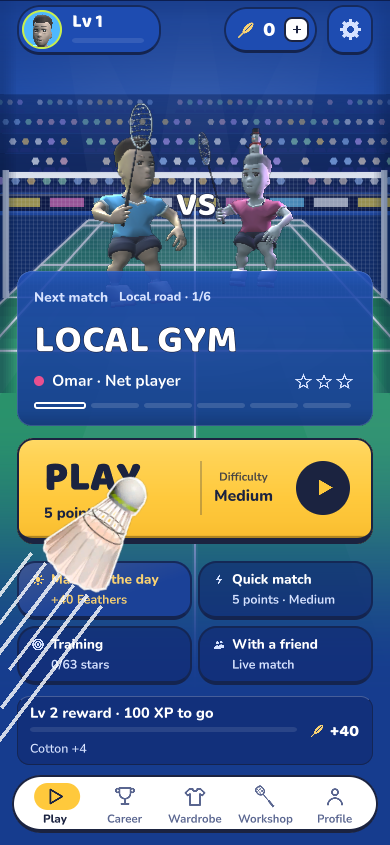 Lv 1
0 +
VS
Next match Local road · 1/6
LOCAL GYM
Omar · Net player
PLAY
Difficulty
5
Medium
the day
Quick match
Feathers
5 points · Medium
Training
With a friend
0/63 stars
Live match
Lv 2 reward · 100 XP to go
+40
Cotton +4
Play Career Wardrobe Workshop Profile